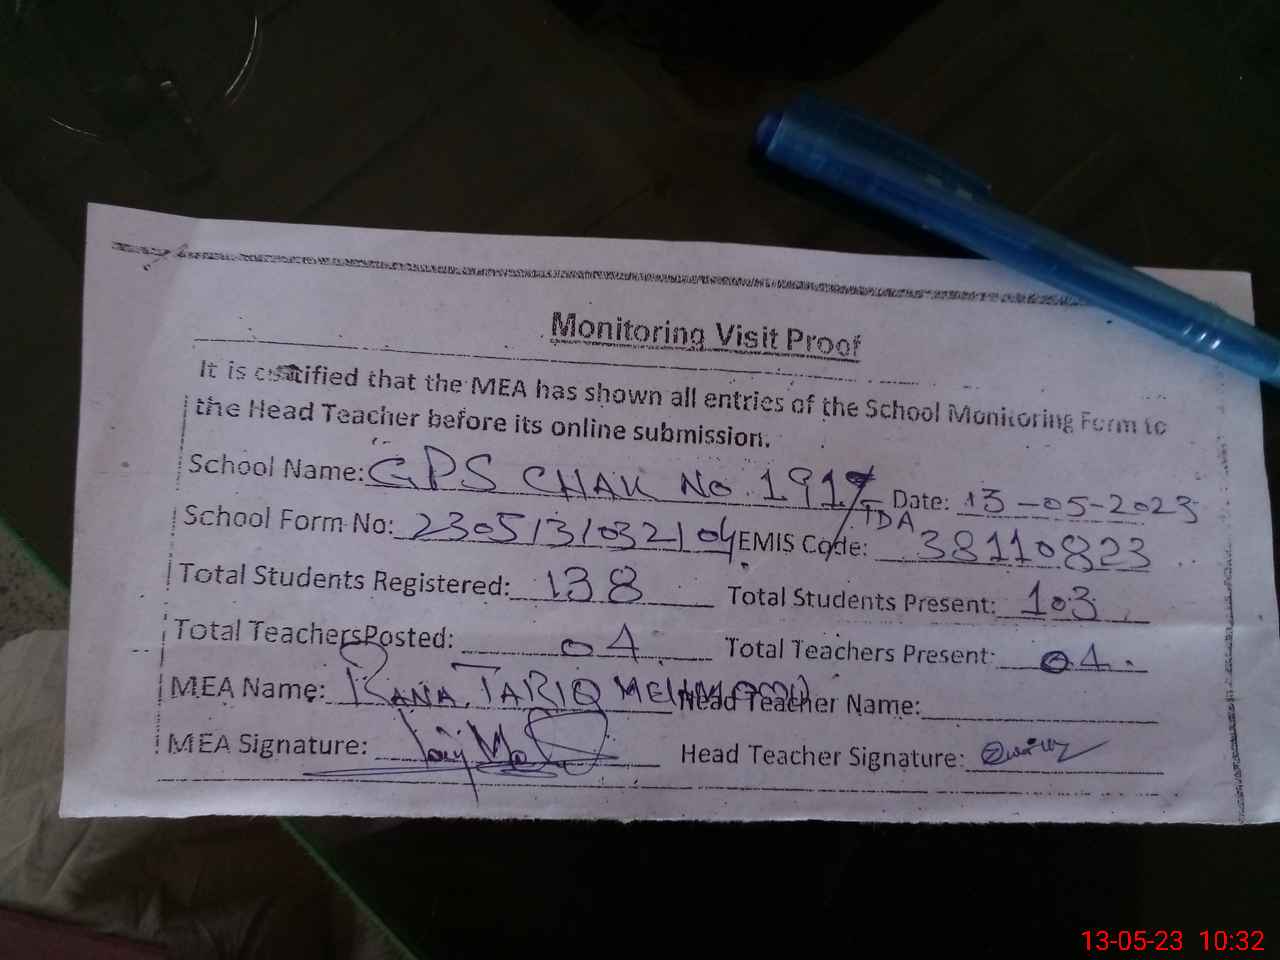 Monitoring Visit Proof
It is certified that the MEA has shown all entries of the School Monitoring Form to
the Head Teacher before its online submission.
School Name: GPS CHAK No. 191/ TDA Date: 13-05-2023
School Form No: 2305131032104 EMIS Code: 38110823
Total Students Registered: 138 Total Students Present: 103
Total Teachers Posted: 04 Total Teachers Present: 04
MEA Name: RANA TARIQ MEHMOOD Head Teacher Name:
MEA Signature: Head Teacher Signature:
13-05-23 10:32